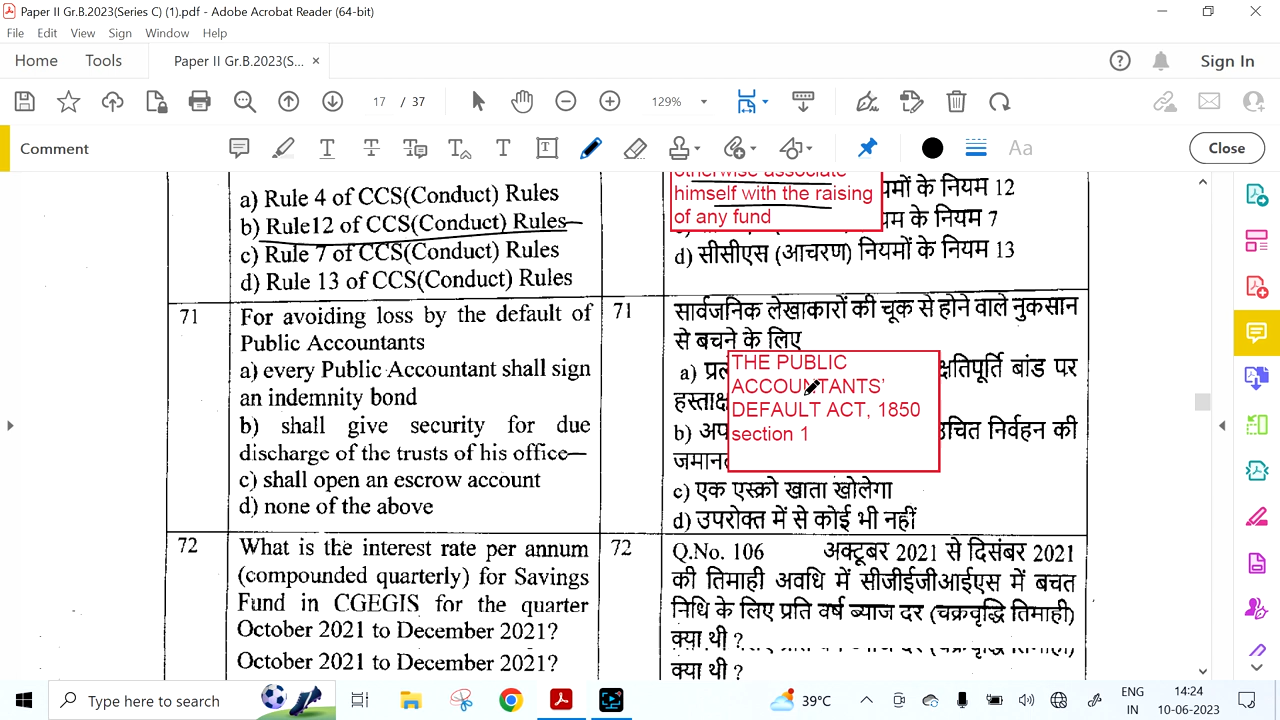 Paper II Gr.B.2023(Series C) (1).pdf - Adobe Acrobat Reader (64-bit)
File Edit View Sign Window Help
Home Tools Paper II Gr.B.2023(S... × Sign In
17 / 37 129%
Comment Close
a) Rule 4 of CCS(Conduct) Rules
b) Rule12 of CCS(Conduct) Rules
c) Rule 7 of CCS(Conduct) Rules
d) Rule 13 of CCS(Conduct) Rules
otherwise associate
himself with the raising
of any fund
यमों के नियम 12
यम के नियम 7
d) सीसीएस (आचरण) नियमों के नियम 13
71
For avoiding loss by the default of
Public Accountants
a) every Public Accountant shall sign
an indemnity bond
b) shall give security for due
discharge of the trusts of his office
c) shall open an escrow account
d) none of the above
71
सार्वजनिक लेखाकारों की चूक से होने वाले नुकसान
से बचने के लिए
a) क्षतिपूर्ति बांड पर
b) उचित निर्वहन की
THE PUBLIC
ACCOUNTANTS'
DEFAULT ACT, 1850
section 1
c) एक एस्क्रो खाता खोलेगा
d) उपरोक्त में से कोई भी नहीं
72
What is the interest rate per annum
(compounded quarterly) for Savings
Fund in CGEGIS for the quarter
October 2021 to December 2021?
October 2021 to December 2021?
72
Q.No. 106 अक्टूबर 2021 से दिसंबर 2021
की तिमाही अवधि में सीजीईजीआईएस में बचत
निधि के लिए प्रति वर्ष ब्याज दर (चक्रवृद्धि तिमाही)
क्या थी ?
क्या थी ?
Type here to search
39°C
ENG
IN
14:24
10-06-2023